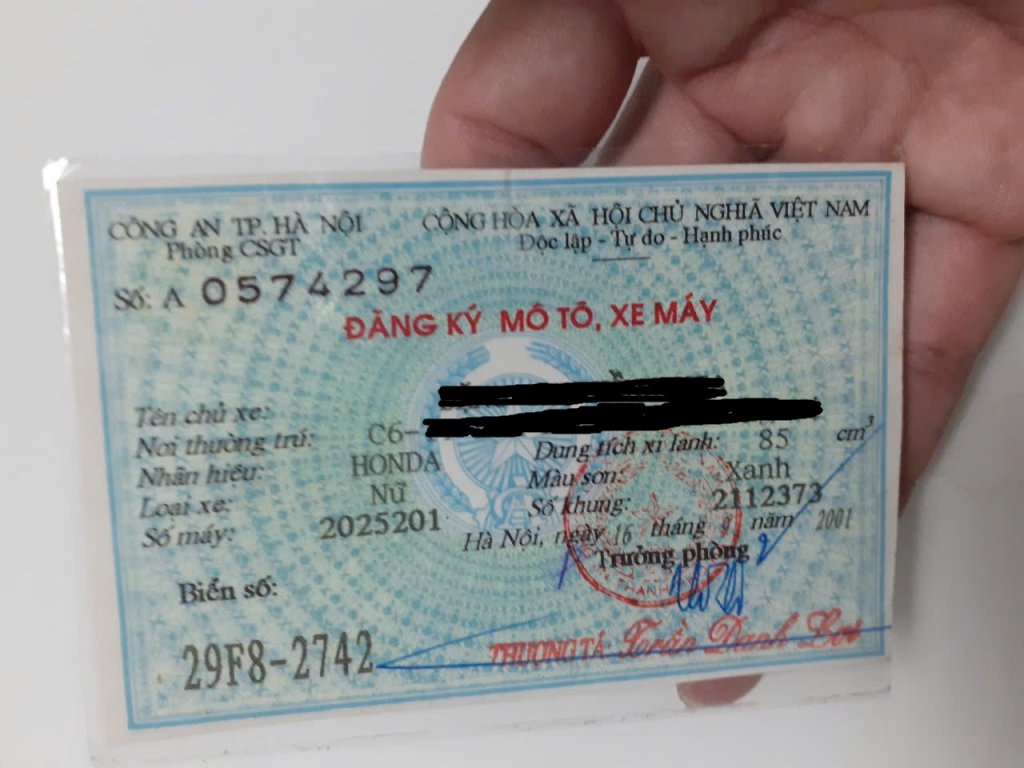 CÔNG AN TP. HÀ NỘI
Phòng CSGT
CỘNG HÒA XÃ HỘI CHỦ NGHĨA VIỆT NAM
Độc lập - Tự do - Hạnh phúc
Số: A 0574297
ĐĂNG KÝ MÔ TÔ, XE MÁY
Tên chủ xe:
Nơi thường trú: C6-
Nhãn hiệu: HONDA Dung tích xi lanh: 85 cm³
Loại xe: Nữ Màu sơn: Xanh
Số máy: 2025201 Số khung: 2112373
Hà Nội, ngày 16 tháng năm 2001
Trưởng phòng
Biển số:
29F8-2742
THƯỢNG TÁ Trần Danh Lợi